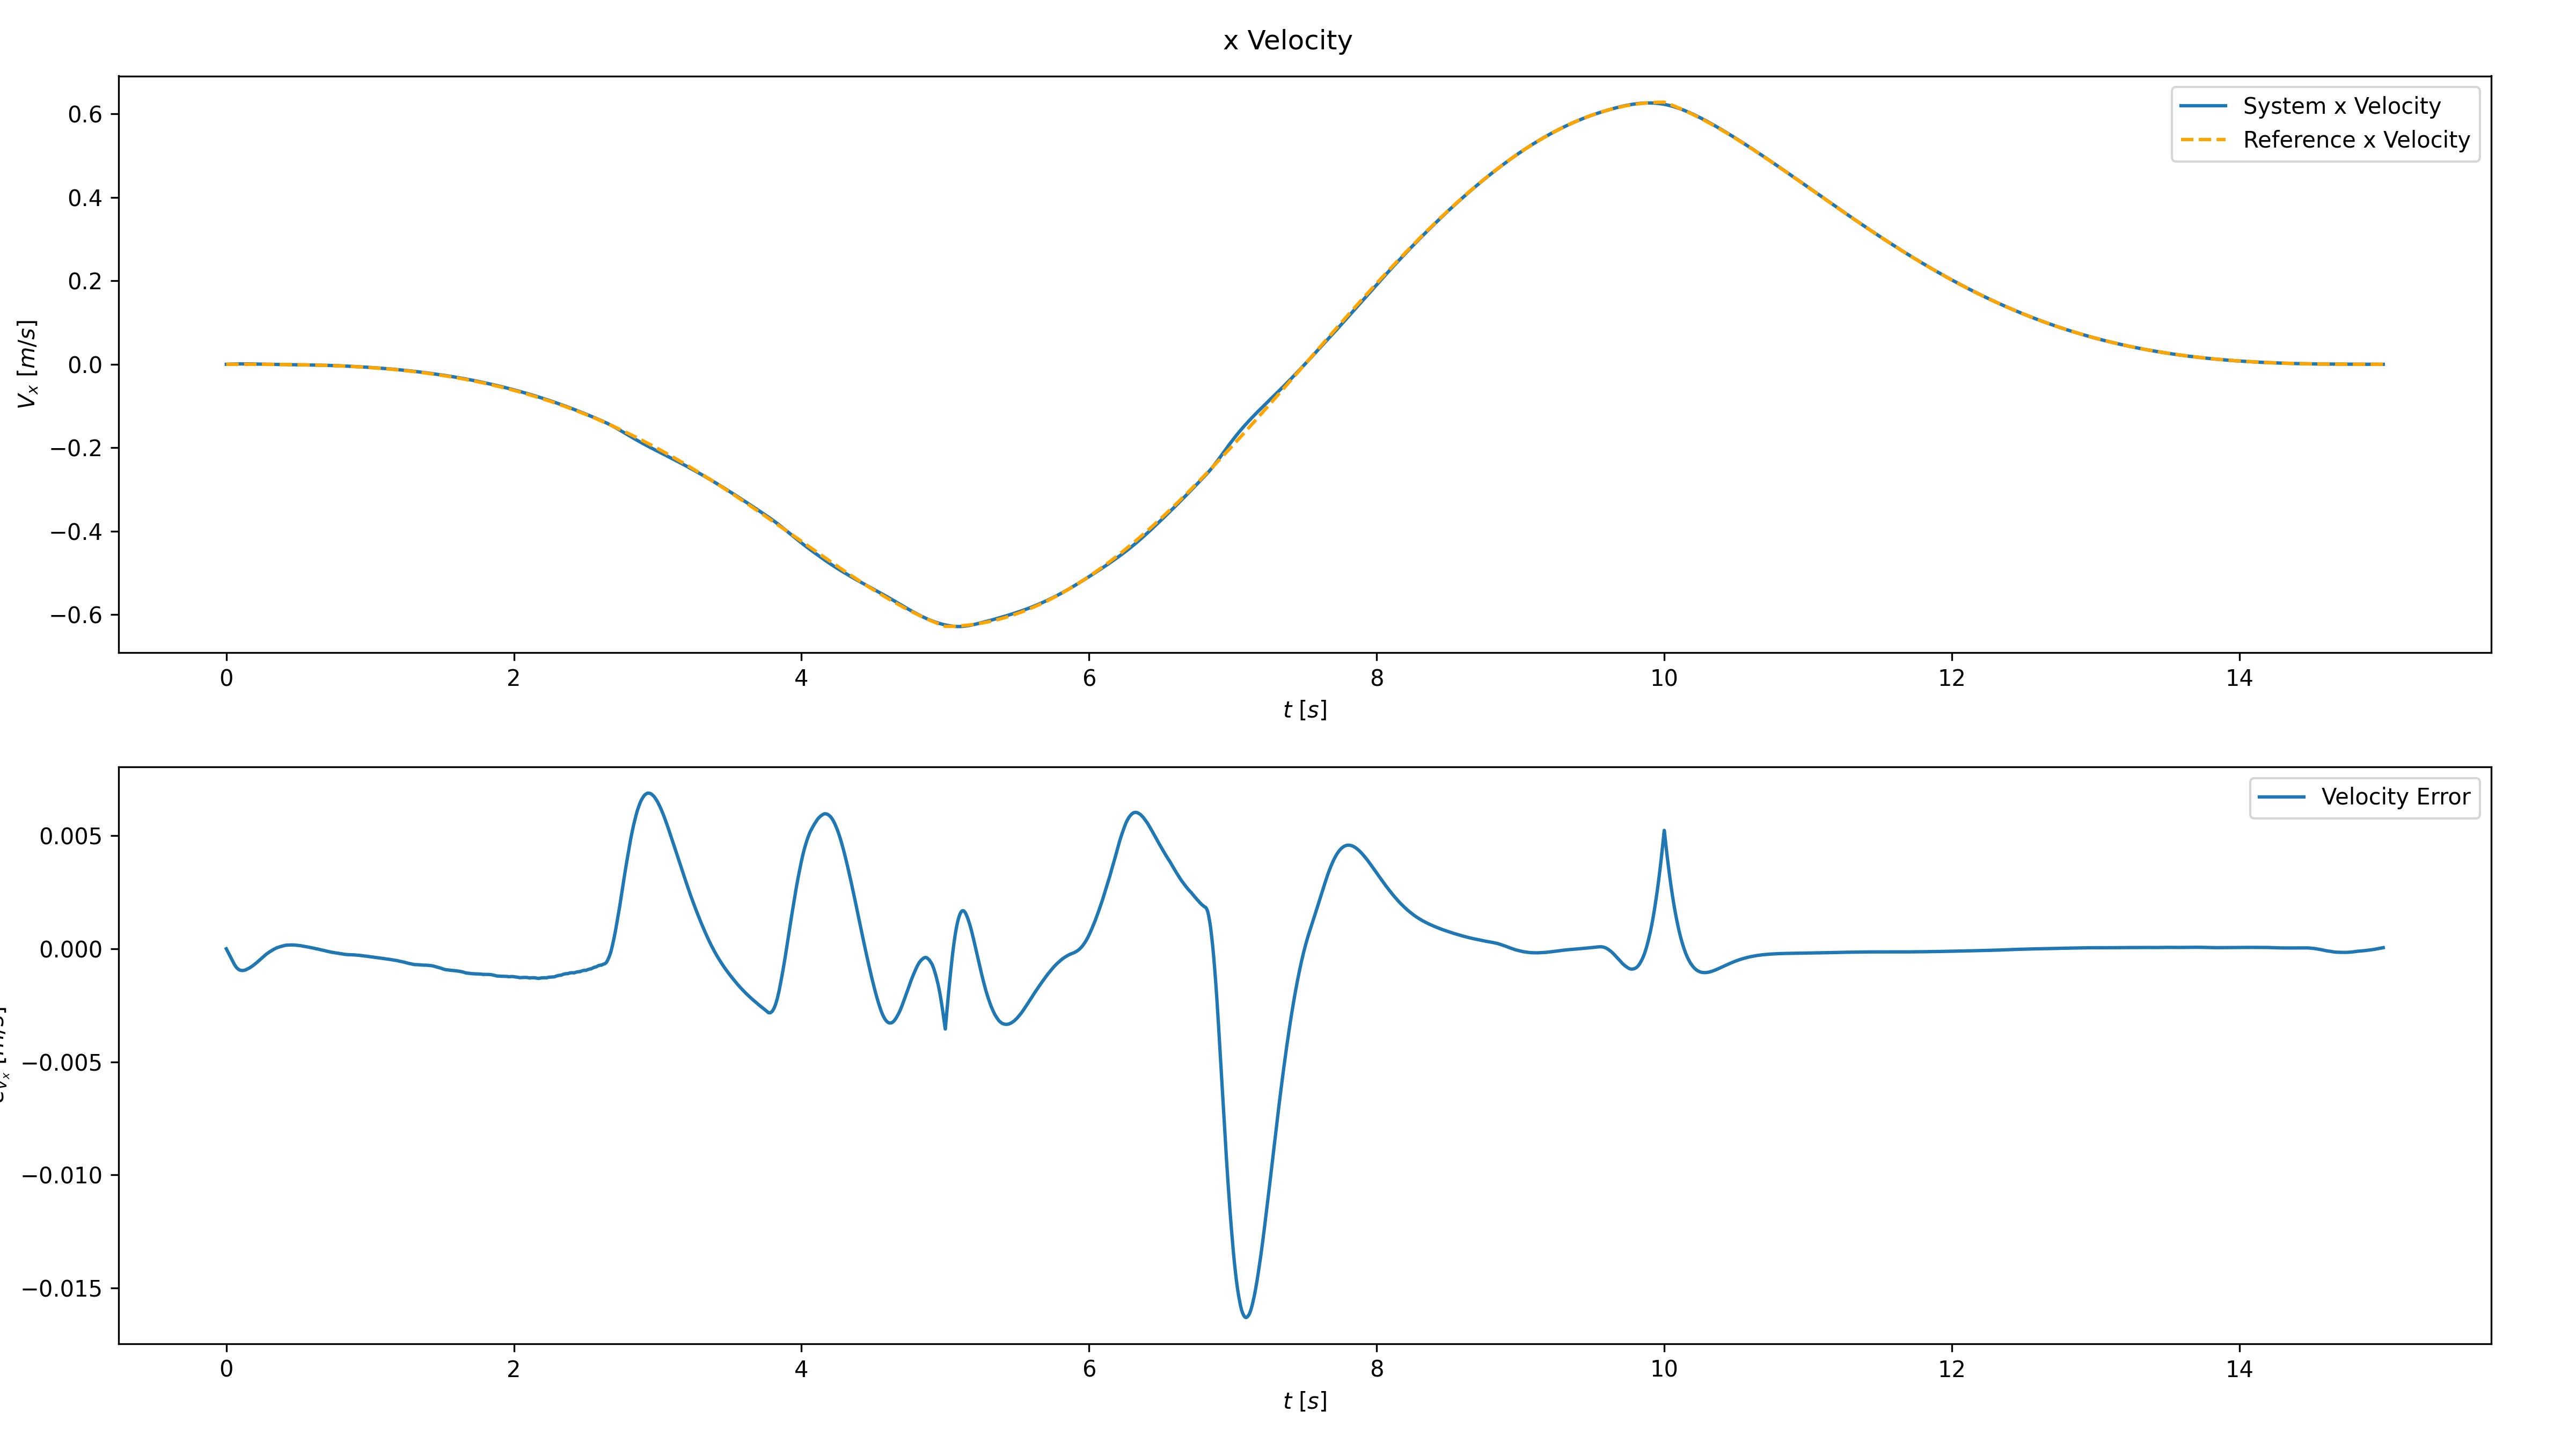 x Velocity
System x Velocity
Reference x Velocity
0.6
0.4
0.2
0.0
−0.2
−0.4
−0.6
V_x [m/s]
0 2 4 6 8 10 12 14
t [s]
Velocity Error
0.005
0.000
−0.005
−0.010
−0.015
0 2 4 6 8 10 12 14
t [s]